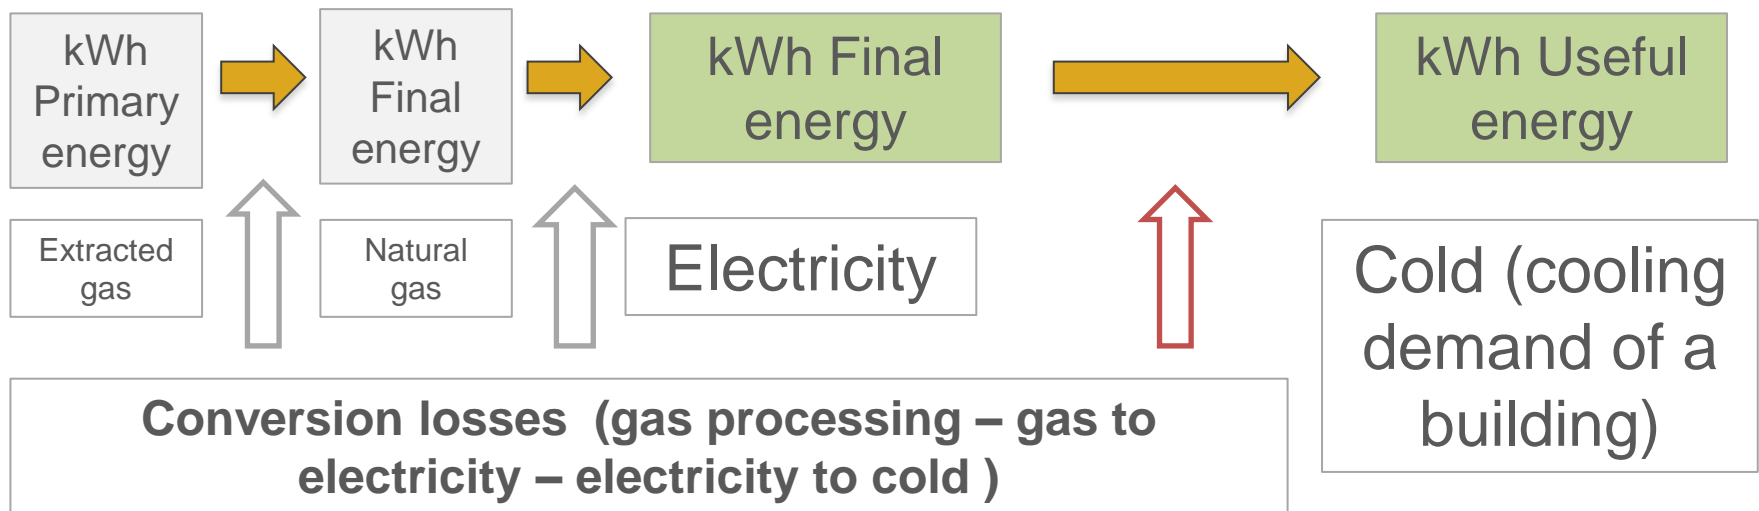 kWh
Primary
energy
kWh
Final
energy
kWh Final
energy
kWh Useful
energy
Extracted
gas
Natural
gas
Electricity
Cold (cooling
demand of a
building)
Conversion losses  (gas processing – gas to
electricity – electricity to cold )